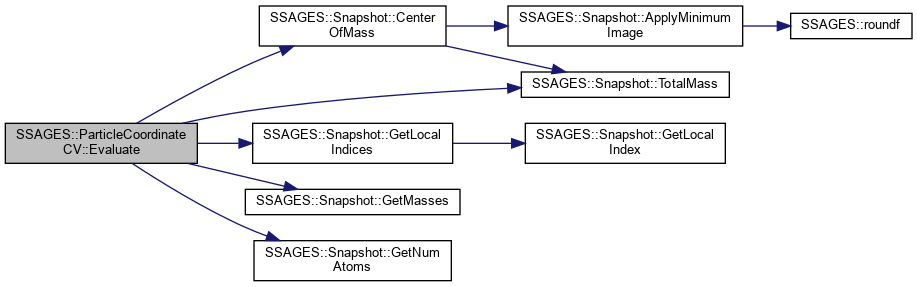 SSAGES::Snapshot::Center
OfMass
SSAGES::Snapshot::ApplyMinimum
Image
SSAGES::roundf
SSAGES::Snapshot::TotalMass
SSAGES::ParticleCoordinate
CV::Evaluate
SSAGES::Snapshot::GetLocal
Indices
SSAGES::Snapshot::GetLocal
Index
SSAGES::Snapshot::GetMasses
SSAGES::Snapshot::GetNum
Atoms